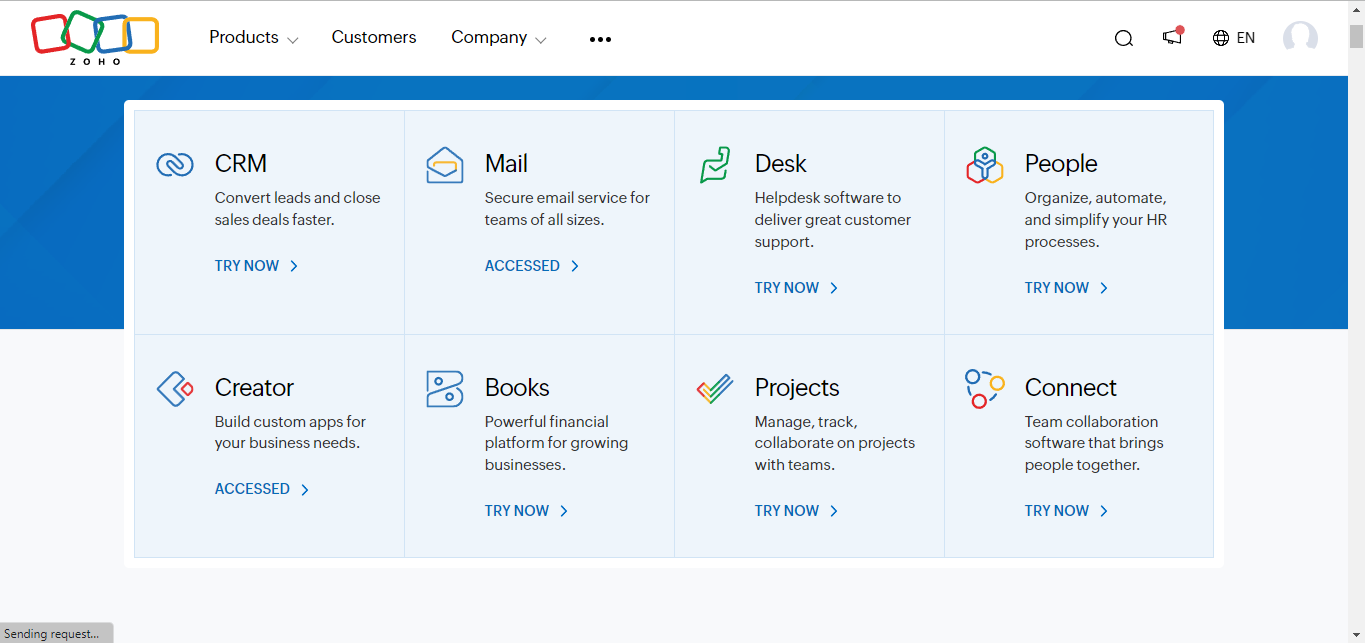 Products
Customers
Company
EN
ZOHO
CRM
Convert leads and close
sales deals faster.
TRY NOW
Mail
Secure email service for
teams of all sizes.
ACCESSED
Desk
Helpdesk software to
deliver great customer
support.
TRY NOW
People
Organize, automate,
and simplify your HR
processes.
TRY NOW
Creator
Build custom apps for
your business needs.
ACCESSED
Books
Powerful financial
platform for growing
businesses.
TRY NOW
Projects
Manage, track,
collaborate on projects
with teams.
TRY NOW
Connect
Team collaboration
software that brings
people together.
TRY NOW
Sending request...